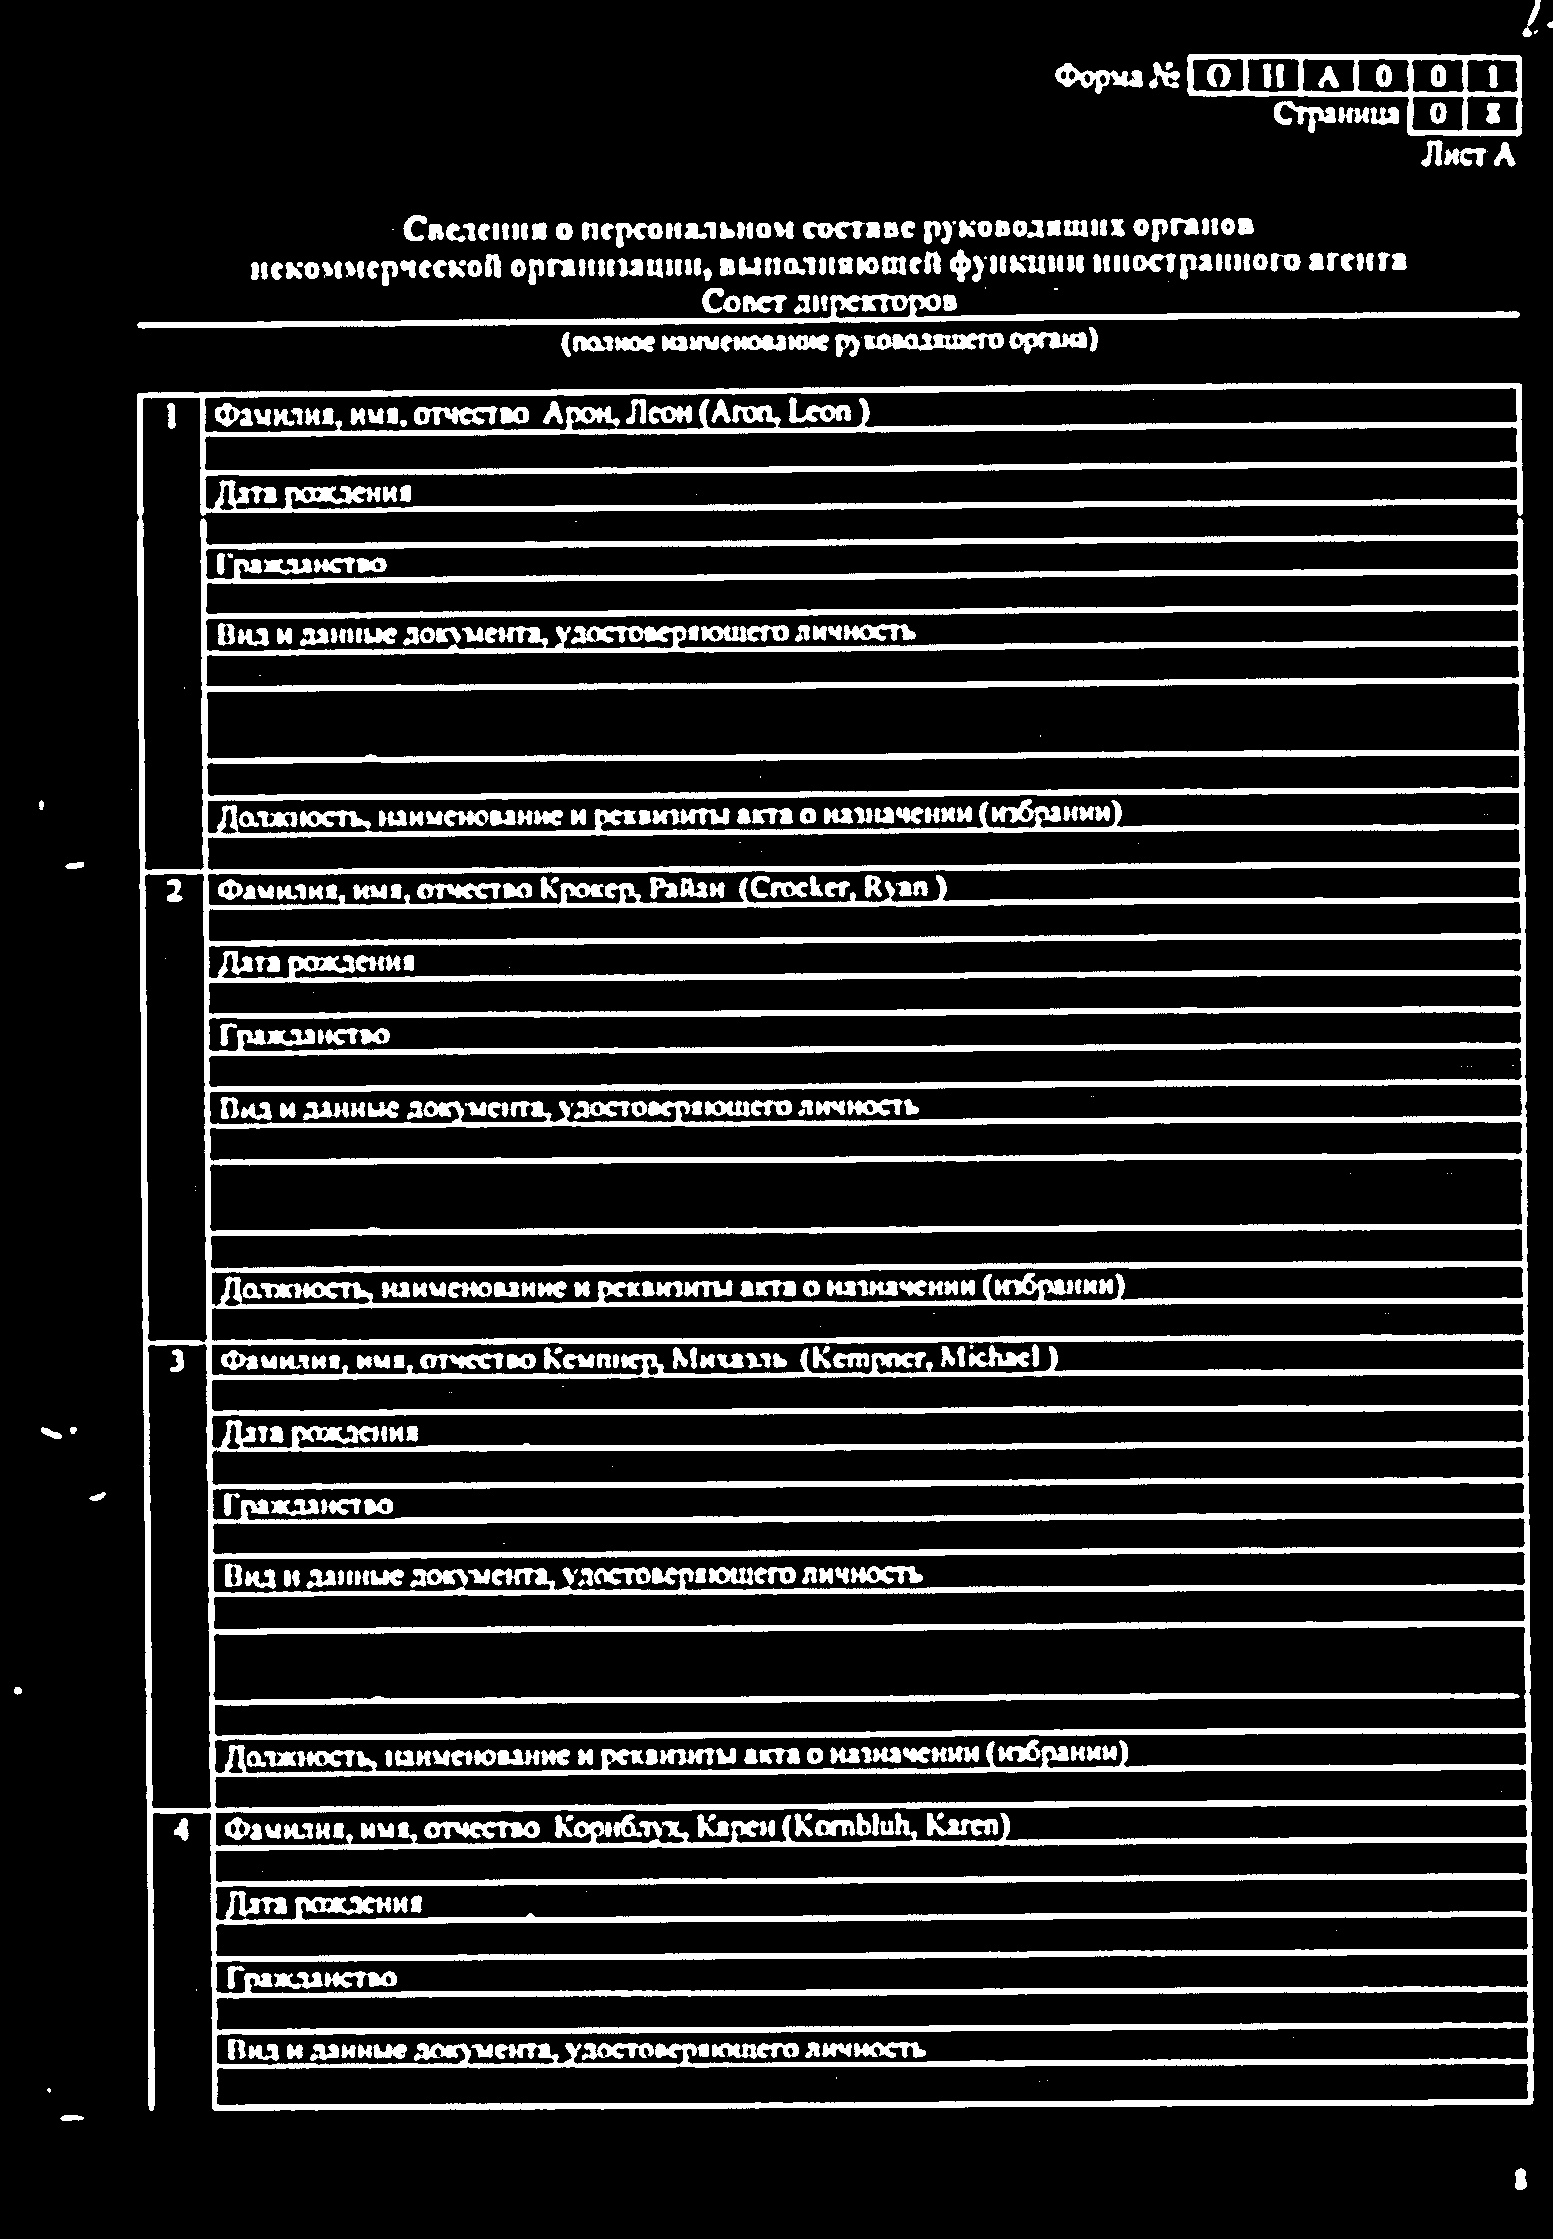 Форма № О И А 0 0 1
Страница 0 8
Лист А
Сведения о персональном составе руководящих органов
некоммерческой организации, выполняющей функции иностранного агента
Совет директоров
(полное наименование руководящего органа)
1 Фамилия, имя, отчество Арон, Леон (Aron, Leon )
Дата рождения
Гражданство
Вид и данные документа, удостоверяющего личность
Должность, наименование и реквизиты акта о назначении (избрании)
2 Фамилия, имя, отчество Крокер, Райан (Crocker, Ryan )
Дата рождения
Гражданство
Вид и данные документа, удостоверяющего личность
Должность, наименование и реквизиты акта о назначении (избрании)
3 Фамилия, имя, отчество Кемпнер, Михаэль (Kempner, Michael )
Дата рождения
Гражданство
Вид и данные документа, удостоверяющего личность
Должность, наименование и реквизиты акта о назначении (избрании)
4 Фамилия, имя, отчество Корнблух, Карен (Kornbluh, Karen)
Дата рождения
Гражданство
Вид и данные документа, удостоверяющего личность
8